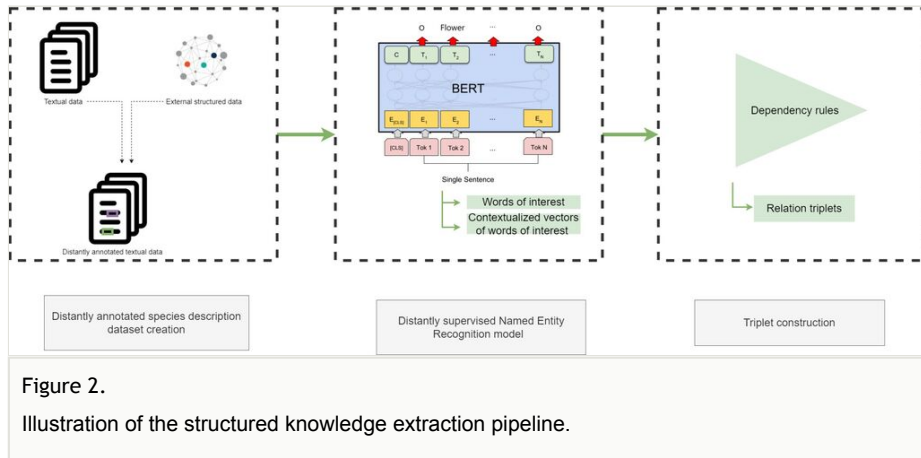 Textual data
External structured data
Distantly annotated textual data
Distantly annotated species description
dataset creation
O Flower ... O
C T1 T2 ... TN
BERT
E[CLS] E1 E2 ... EN
[CLS] Tok 1 Tok 2 ... Tok N
Single Sentence
Words of interest
Contextualized vectors
of words of interest
Distantly supervised Named Entity
Recognition model
Dependency rules
Relation triplets
Triplet construction
Figure 2.
Illustration of the structured knowledge extraction pipeline.